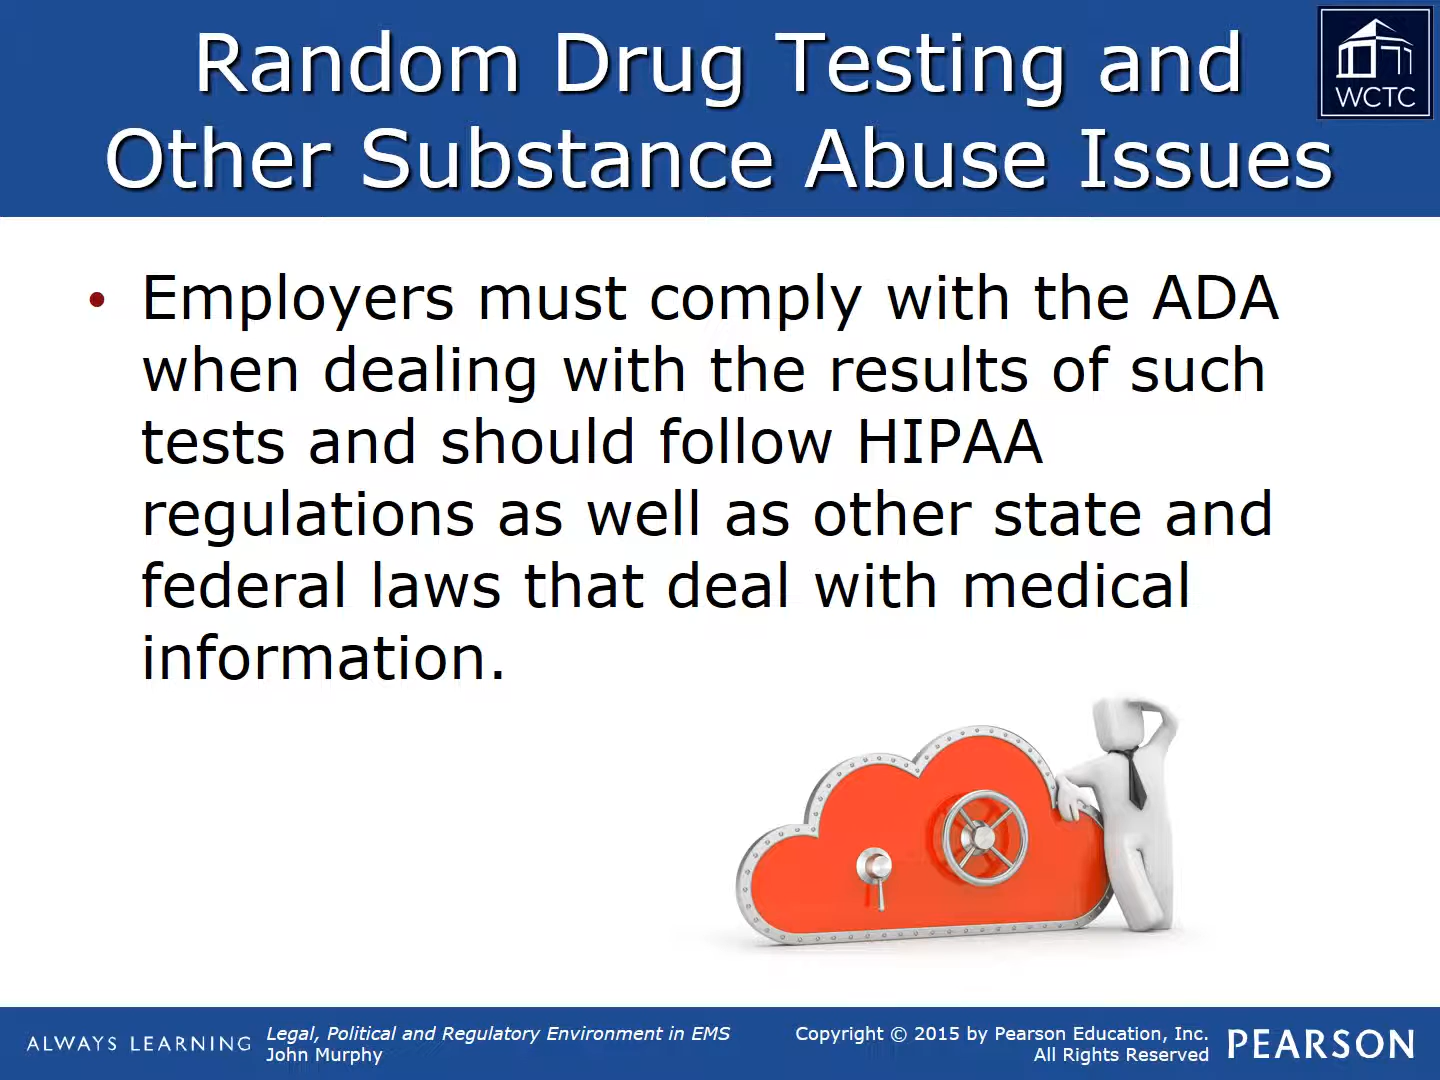 Random Drug Testing and
Other Substance Abuse Issues
WCTC
• Employers must comply with the ADA
when dealing with the results of such
tests and should follow HIPAA
regulations as well as other state and
federal laws that deal with medical
information.
ALWAYS LEARNING
Legal, Political and Regulatory Environment in EMS
John Murphy
Copyright © 2015 by Pearson Education, Inc.
All Rights Reserved
PEARSON